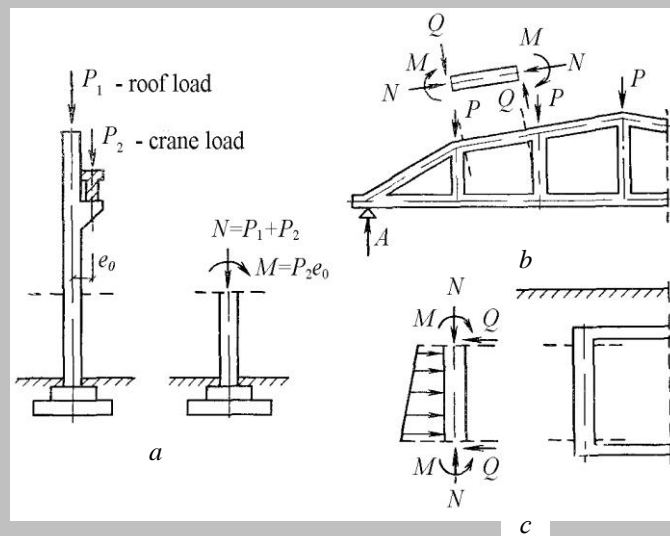 P₁ - roof load
P₂ - crane load
e₀
N=P₁+P₂
M=P₂e₀
a
Q
M
N
M
N
Q
P
P
P
A
b
N
M
Q
M
Q
N
c